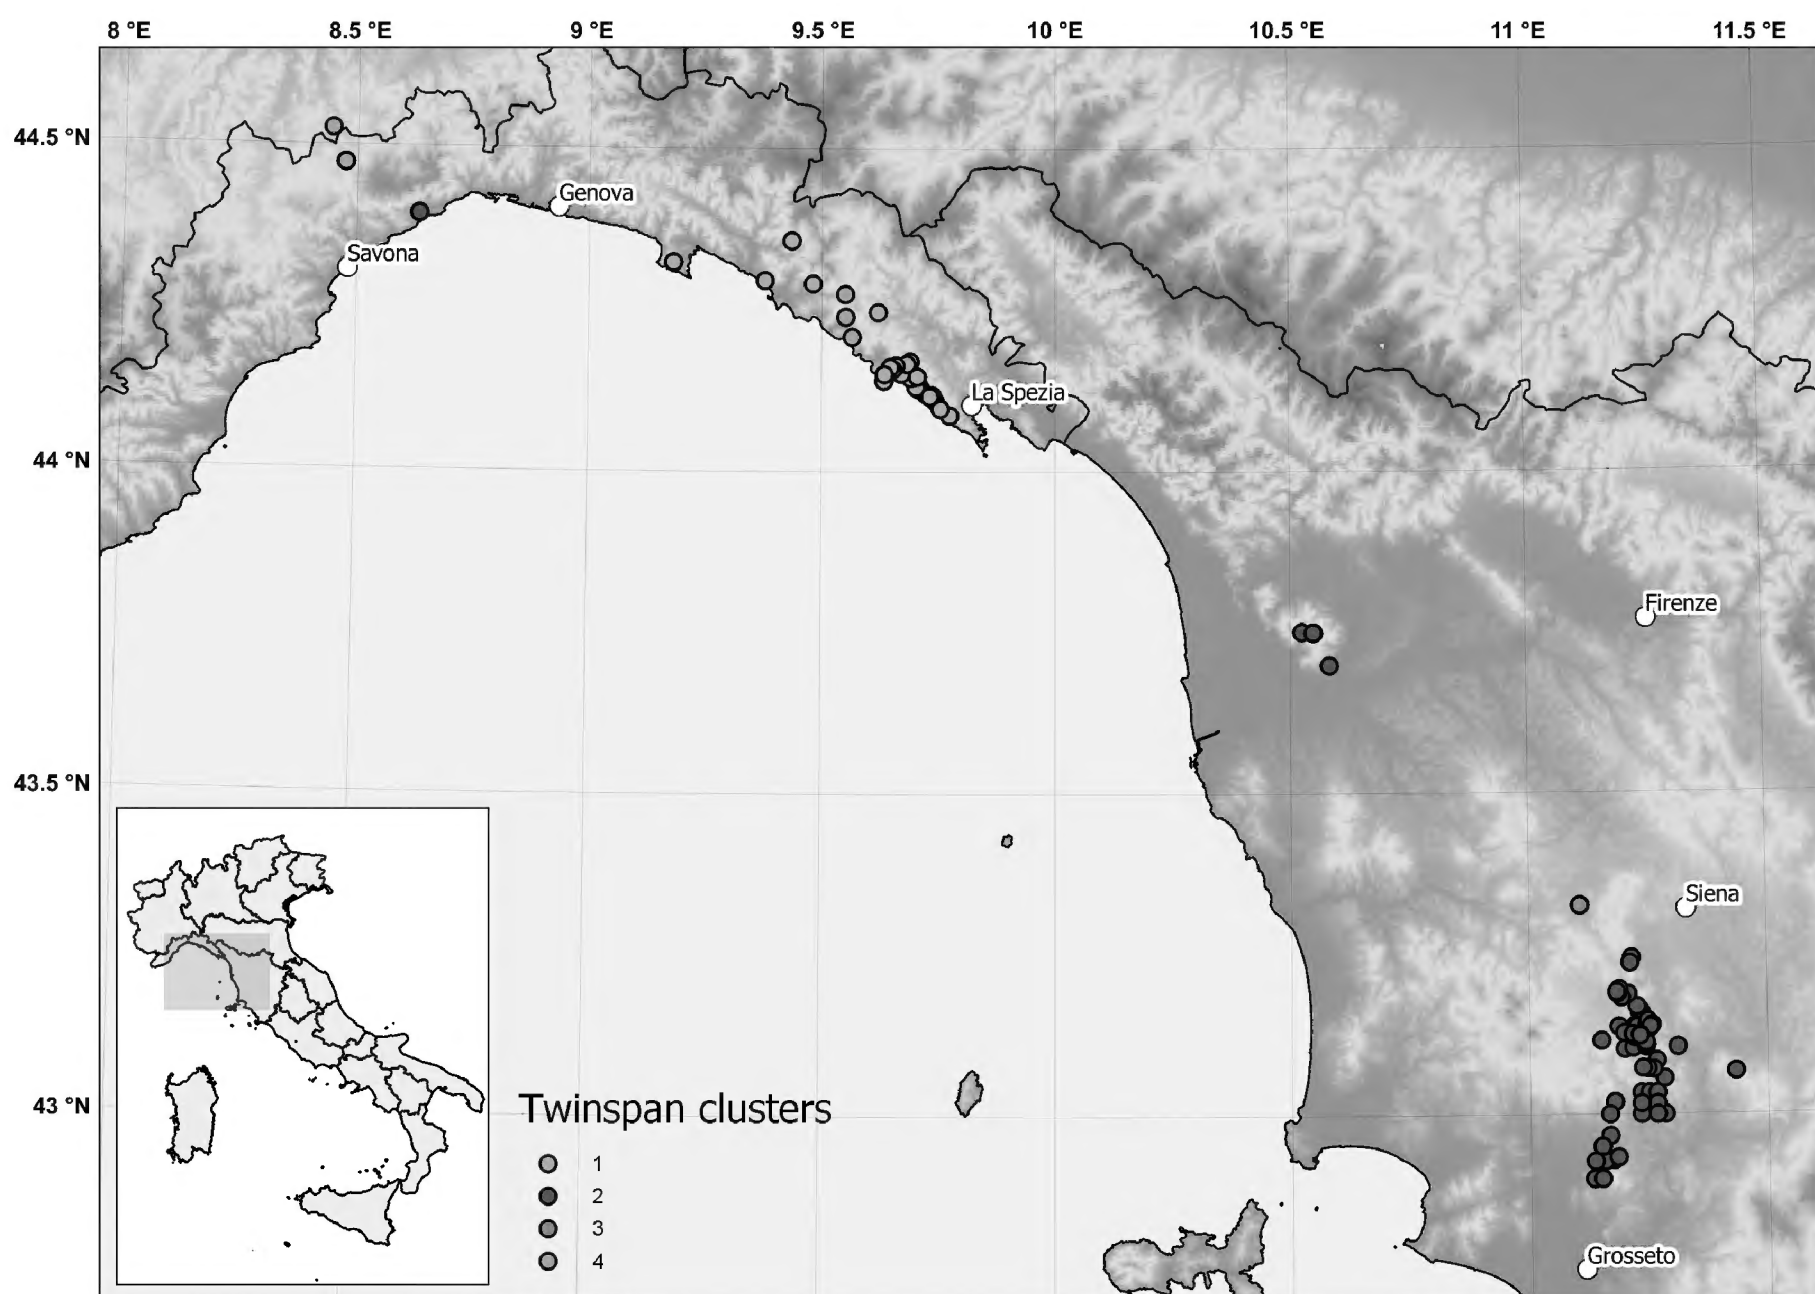 8 °E 8.5 °E 9 °E 9.5 °E 10 °E 10.5 °E 11°E 11.5 °E
44.5 °N
Genova
Savona
La Spezia
44 °N
Firenze
43.5 °N
Siena
43 °N
Twinspan clusters
1
2
3
4
Grosseto